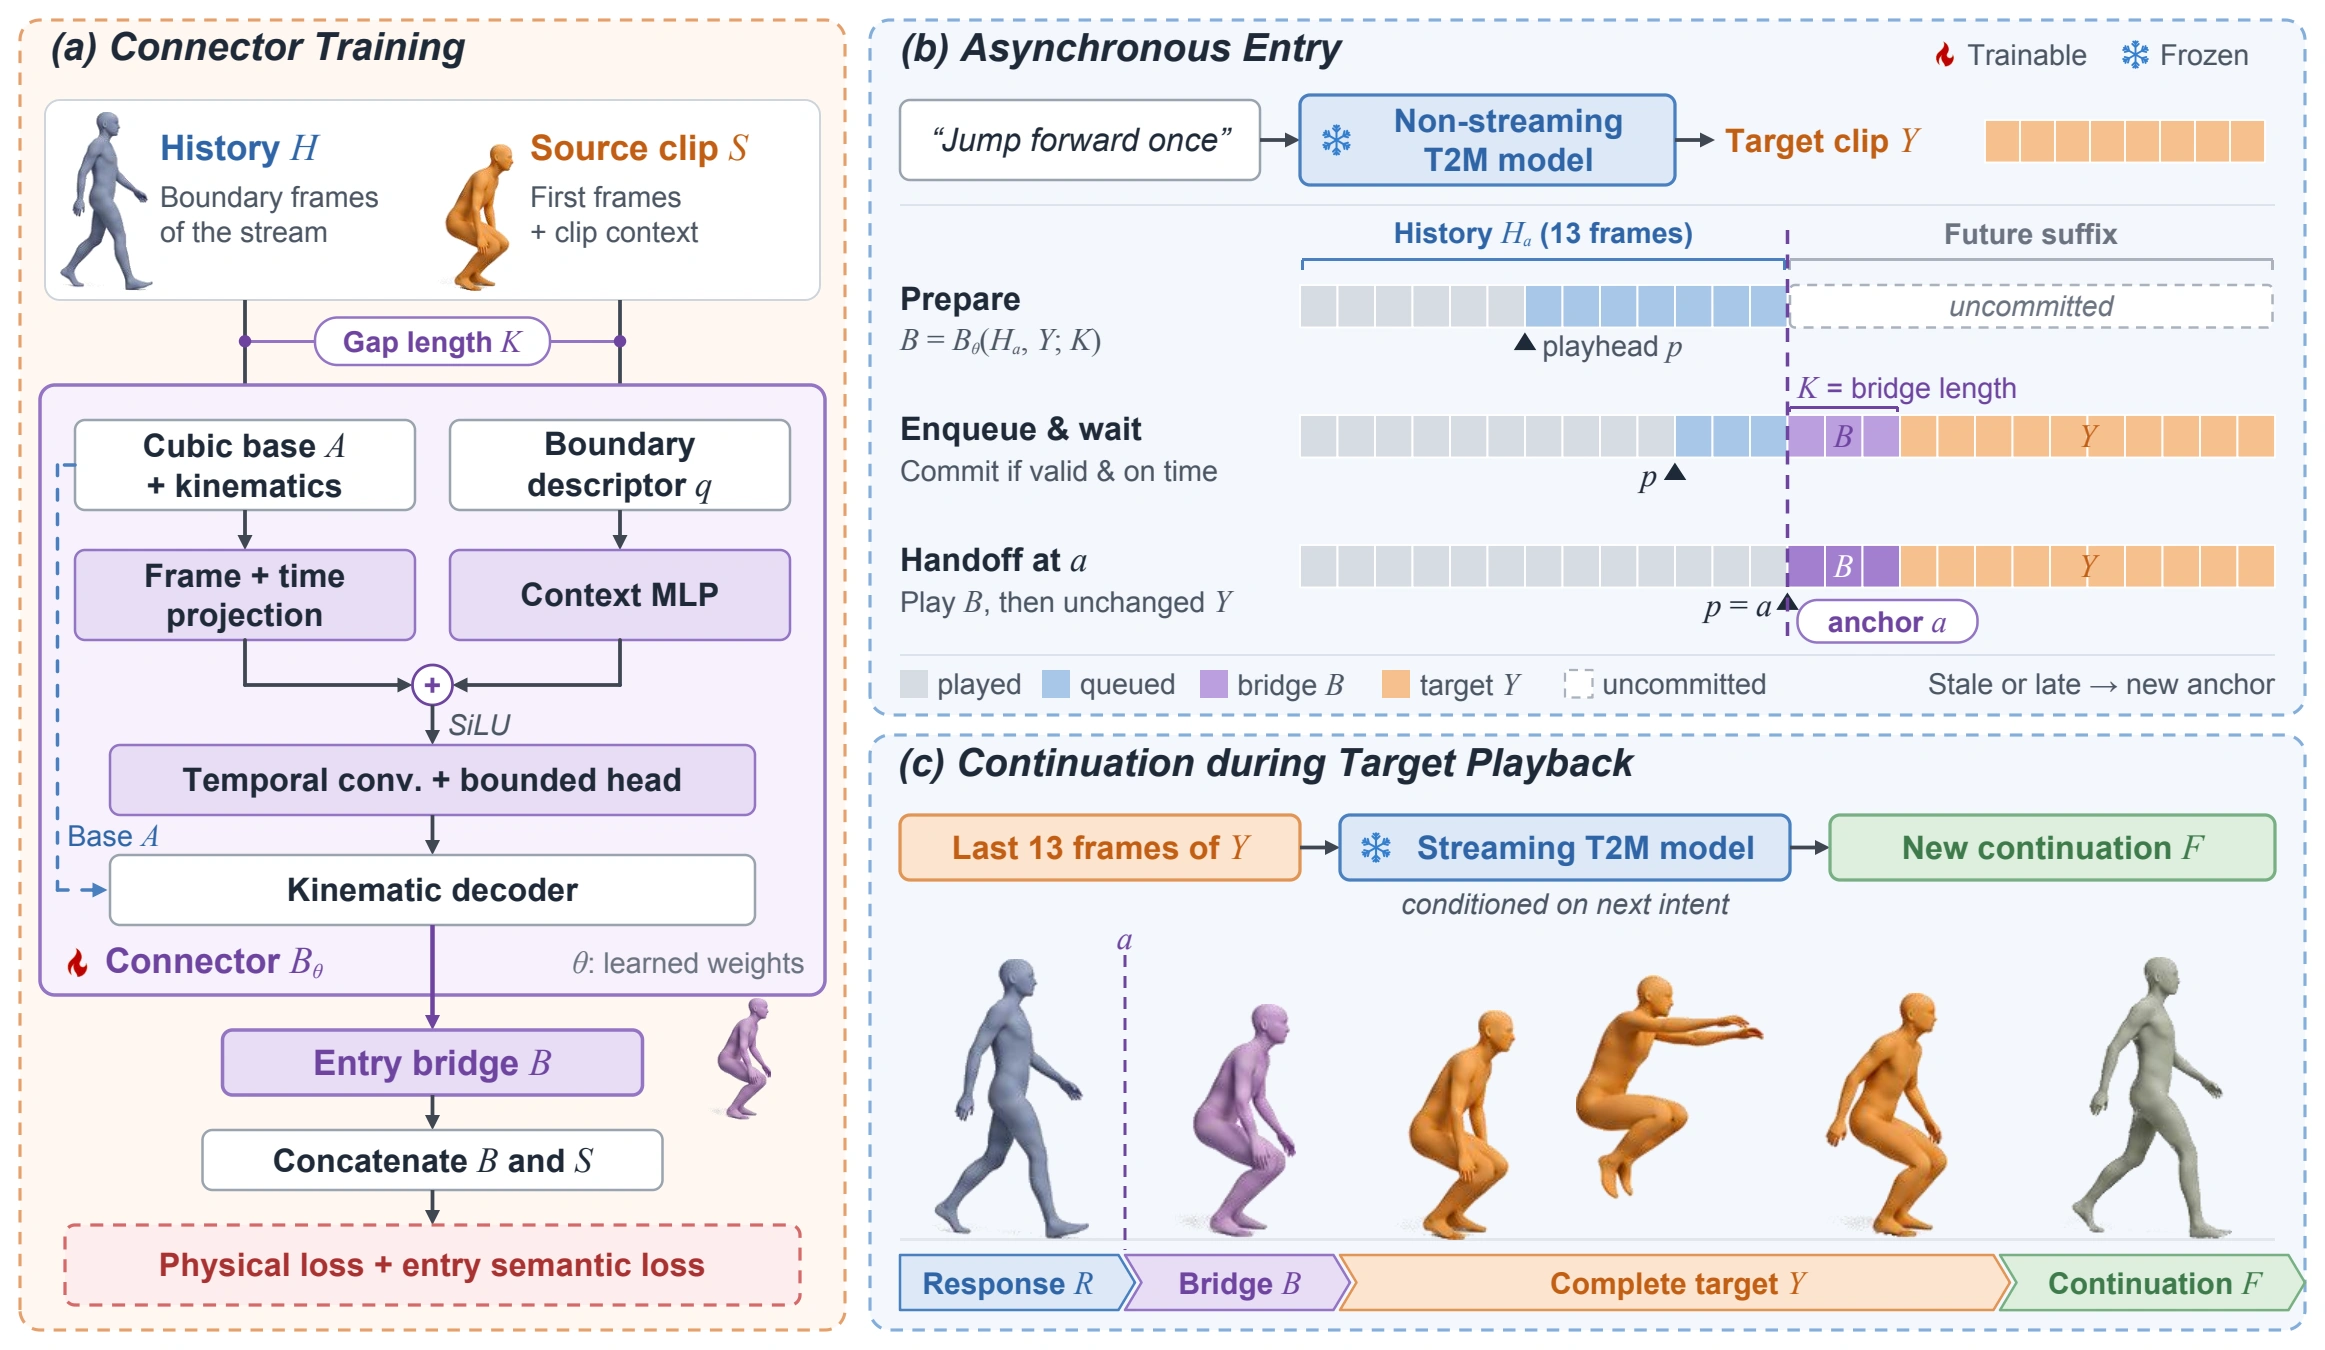 (a) Connector Training
History H
Boundary frames
of the stream
Source clip S
First frames
+ clip context
Gap length K
Cubic base A
+ kinematics
Boundary
descriptor q
Frame + time
projection
Context MLP
+
SiLU
Temporal conv. + bounded head
Base A
Kinematic decoder
Connector Bθ
θ: learned weights
Entry bridge B
Concatenate B and S
Physical loss + entry semantic loss
(b) Asynchronous Entry
Trainable
Frozen
“Jump forward once”
Non-streaming
T2M model
Target clip Y
History Ha (13 frames)
Future suffix
Prepare
B = Bθ(Ha, Y; K)
uncommitted
playhead p
K = bridge length
Enqueue & wait
Commit if valid & on time
B
Y
p
Handoff at a
Play B, then unchanged Y
B
Y
p = a
anchor a
played
queued
bridge B
target Y
uncommitted
Stale or late → new anchor
(c) Continuation during Target Playback
Last 13 frames of Y
Streaming T2M model
New continuation F
conditioned on next intent
a
Response R
Bridge B
Complete target Y
Continuation F